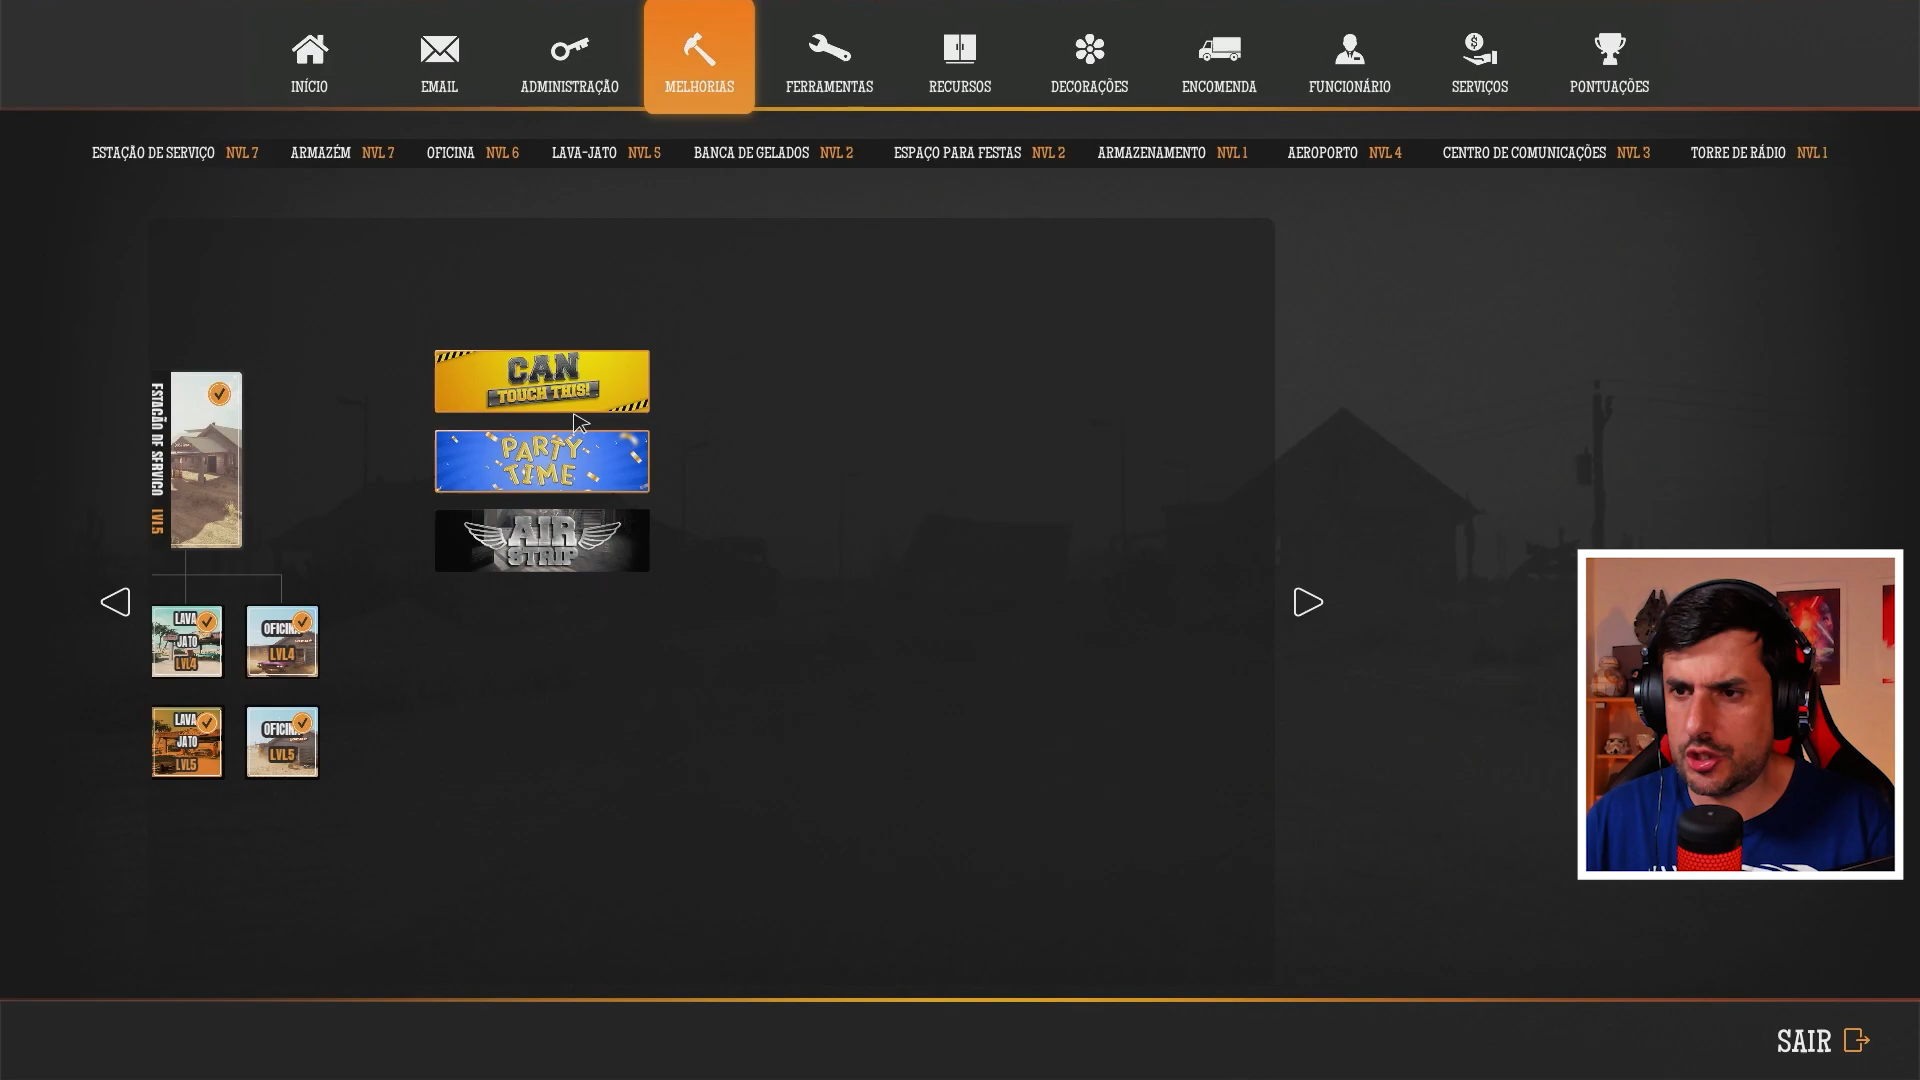 INÍCIO
EMAIL
ADMINISTRAÇÃO
MELHORIAS
FERRAMENTAS
RECURSOS
DECORAÇÕES
ENCOMENDA
FUNCIONÁRIO
SERVIÇOS
PONTUAÇÕES
ESTAÇÃO DE SERVIÇO NVL 7
ARMAZÉM NVL 7
OFICINA NVL 6
LAVA-JATO NVL 5
BANCA DE GELADOS NVL 2
ESPAÇO PARA FESTAS NVL 2
ARMAZENAMENTO NVL 1
AEROPORTO NVL 4
CENTRO DE COMUNICAÇÕES NVL 3
TORRE DE RÁDIO NVL 1
ESTAÇÃO DE SERVIÇO LVL5
CAN
TOUCH THIS!
PARTY
TIME
AIR
STRIP
LAVA
JATO
LVL4
OFICINA
LVL4
LAVA
JATO
LVL5
OFICINA
LVL5
SAIR